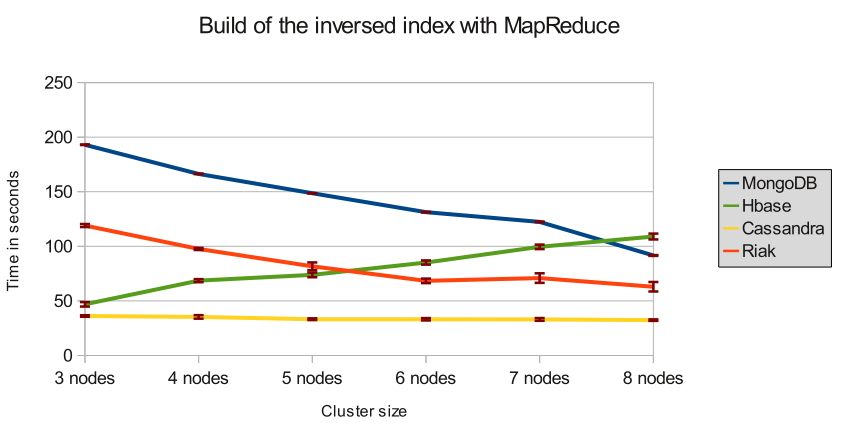 Build of the inversed index with MapReduce
250
200
150
100
50
0
Time in seconds
3 nodes
4 nodes
5 nodes
6 nodes
7 nodes
8 nodes
Cluster size
MongoDB
Hbase
Cassandra
Riak